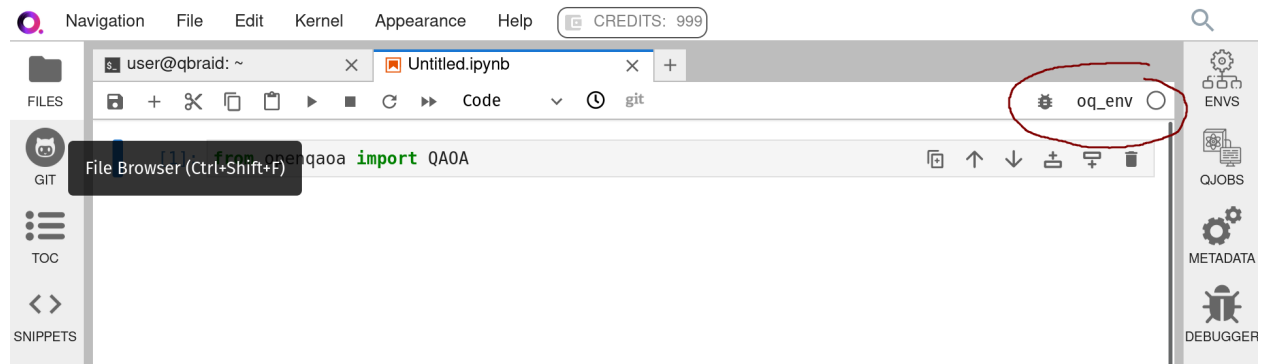 Navigation File Edit Kernel Appearance Help CREDITS: 999
FILES
GIT
TOC
SNIPPETS
user@qbraid: ~
Untitled.ipynb
Code
git
oq_env
[1]: from openqaoa import QAOA
File Browser (Ctrl+Shift+F)
ENVS
QJOBS
METADATA
DEBUGGER